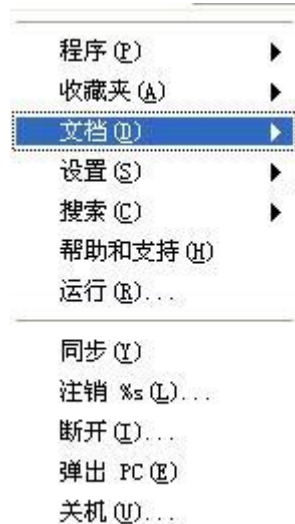 程序(P)
收藏夹(A)
文档(D)
设置(S)
搜索(C)
帮助和支持(H)
运行(R)...
同步(Y)
注销 %s(L)...
断开(I)...
弹出 PC(E)
关机(U)...